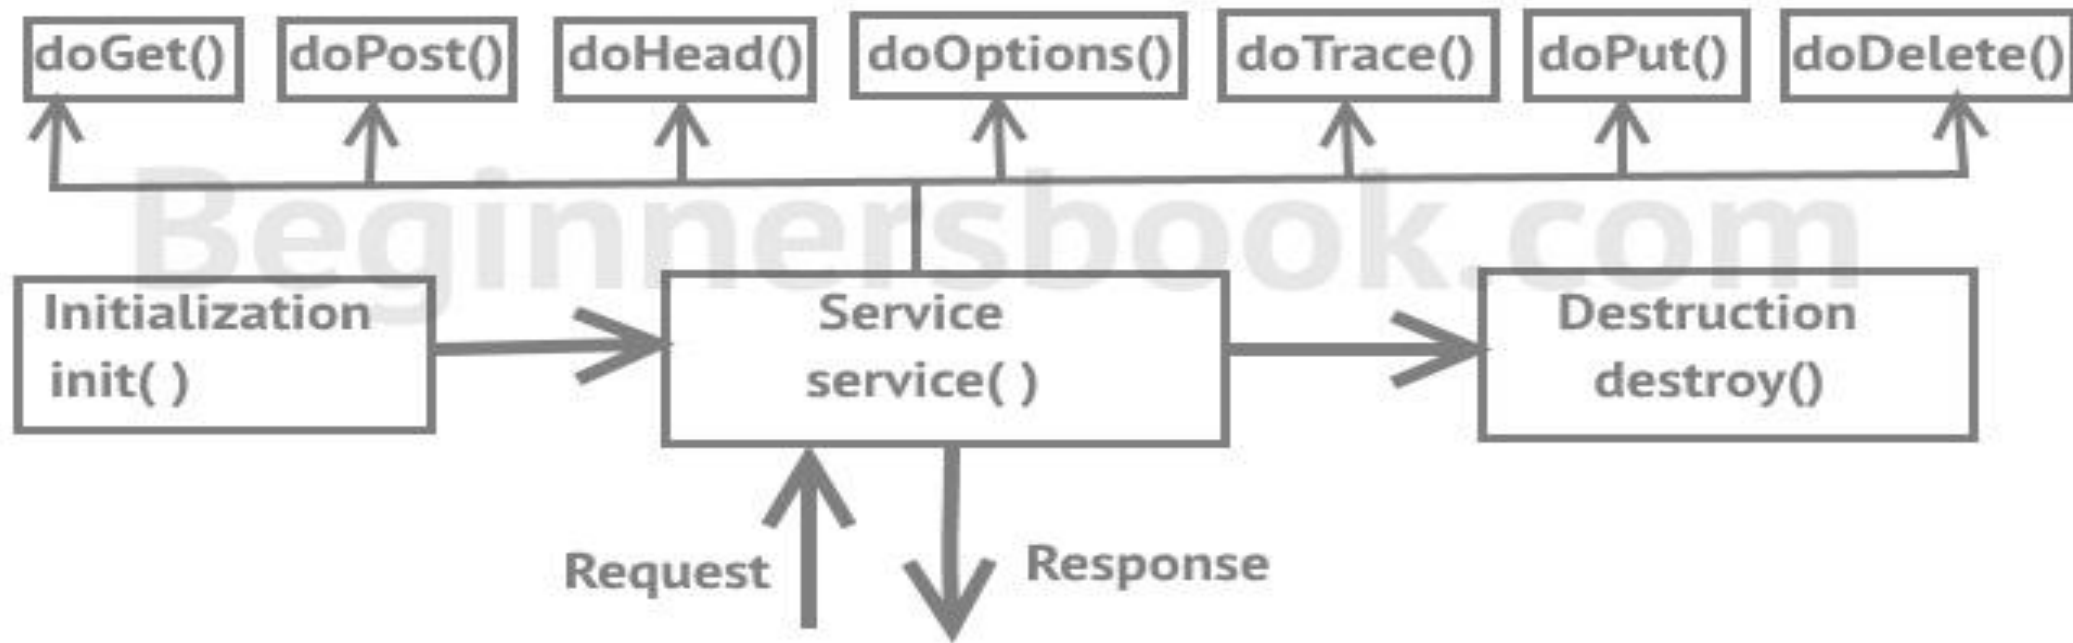 doGet()
doPost()
doHead()
doOptions()
doTrace()
doPut()
doDelete()
Beginnersbook.com
Initialization
init( )
Service
service( )
Destruction
destroy()
Request
Response